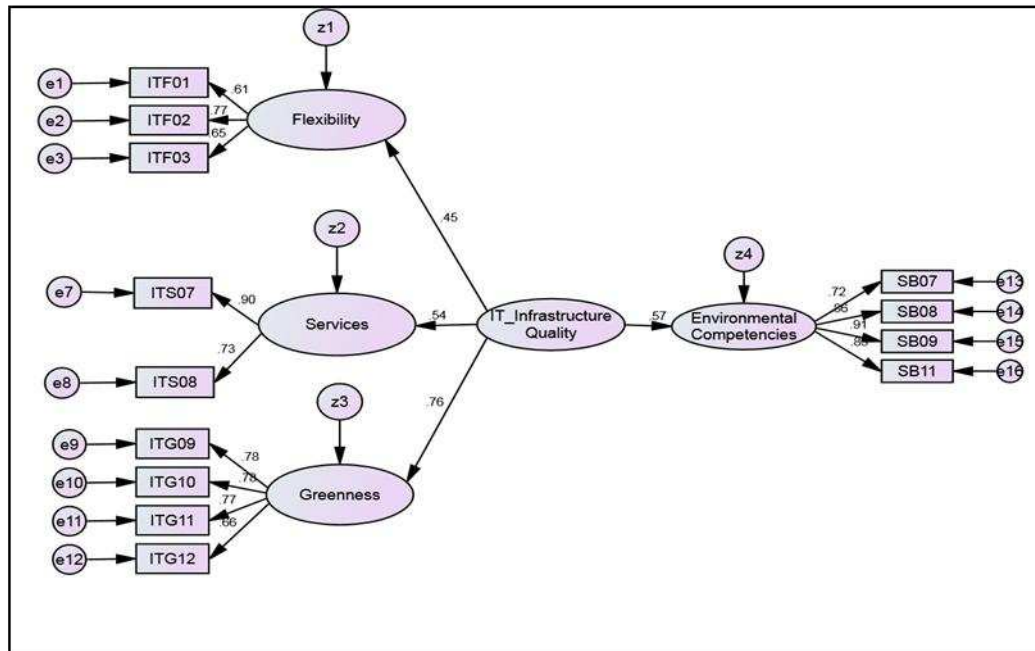 z1
e1
ITF01
.61
e2
ITF02
.77
Flexibility
e3
ITF03
.65
.45
z2
z4
e7
ITS07
.90
Services
.54
IT_Infrastructure
Quality
.57
Environmental
Competencies
.72
SB07
e13
.86
SB08
e14
.91
SB09
e15
SB11
e16
.73
e8
ITS08
z3
.76
e9
ITG09
.78
e10
ITG10
.78
Greenness
e11
ITG11
.77
e12
ITG12
.66